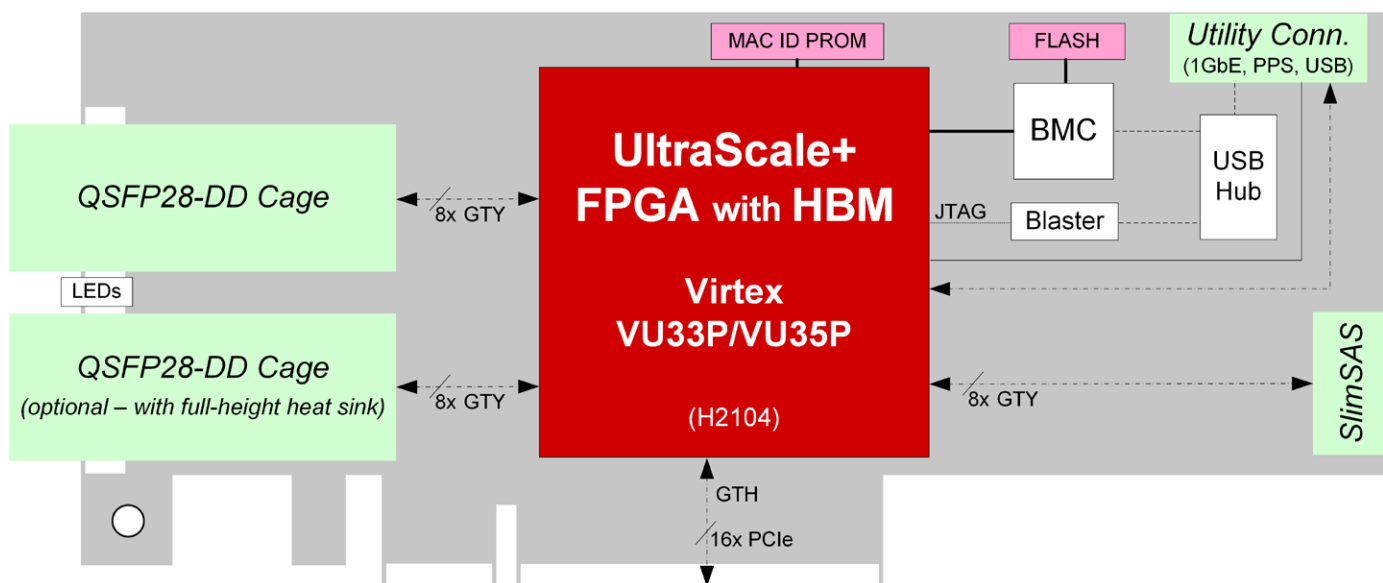 MAC ID PROM
FLASH
Utility Conn.
(1GbE, PPS, USB)
QSFP28-DD Cage
8x GTY
UltraScale+
FPGA with HBM
Virtex
VU33P/VU35P
(H2104)
BMC
USB
Hub
JTAG
Blaster
LEDs
QSFP28-DD Cage
(optional – with full-height heat sink)
8x GTY
8x GTY
SlimSAS
GTH
16x PCIe